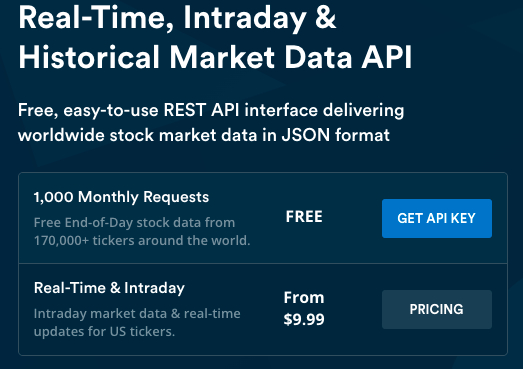 Real-Time, Intraday &
Historical Market Data API
Free, easy-to-use REST API interface delivering
worldwide stock market data in JSON format
1,000 Monthly Requests
Free End-of-Day stock data from
170,000+ tickers around the world.
FREE
GET API KEY
Real-Time & Intraday
Intraday market data & real-time
updates for US tickers.
From
$9.99
PRICING